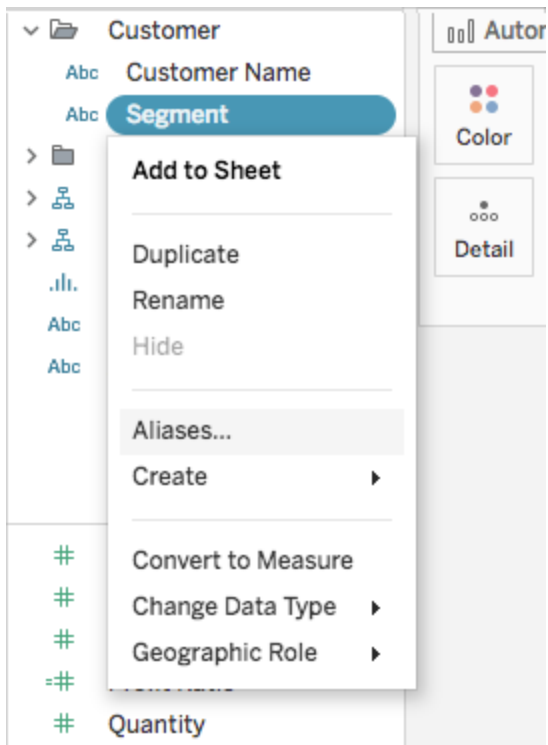 Customer
Autor
Abc Customer Name
Abc Segment
Color
Add to Sheet
Detail
Duplicate
Rename
Abc
Hide
Abc
Aliases...
Create
Convert to Measure
Change Data Type
Geographic Role
Quantity